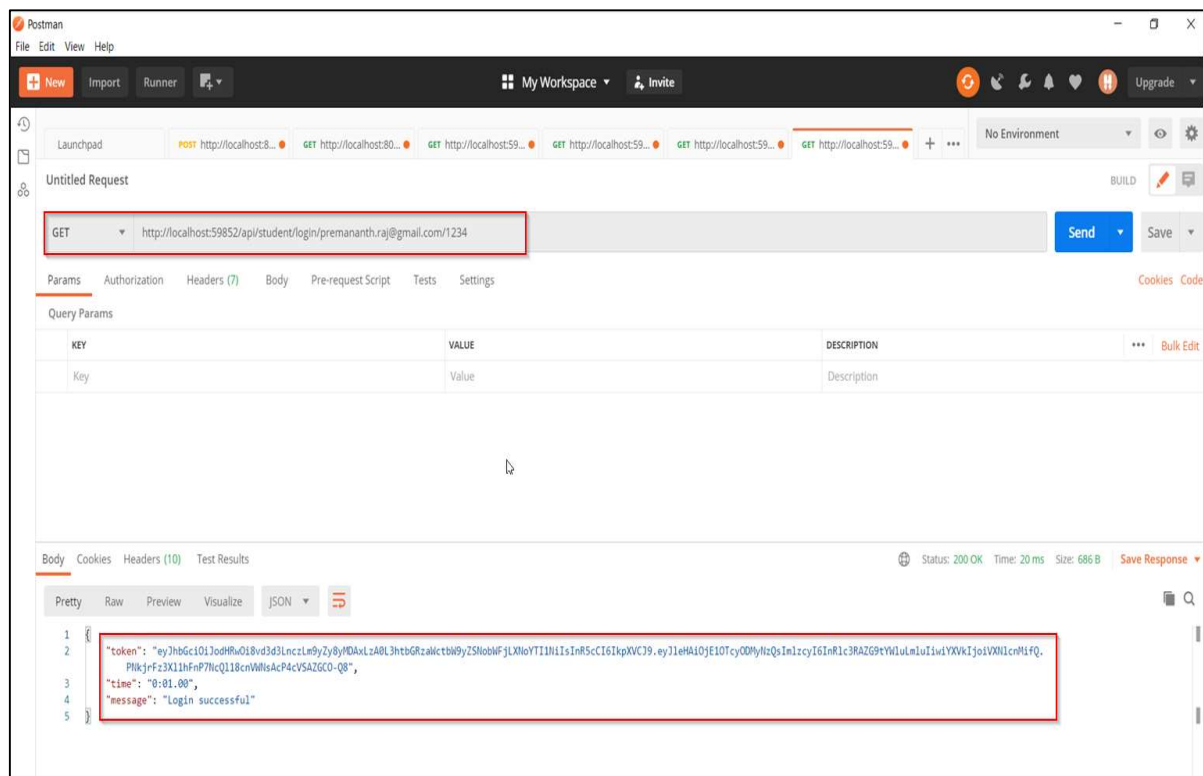 Postman
File Edit View Help
New Import Runner My Workspace Invite Upgrade
Launchpad POST http://localhost:8... GET http://localhost:80... GET http://localhost:59... GET http://localhost:59... GET http://localhost:59... GET http://localhost:59... + ••• No Environment
Untitled Request BUILD
GET http://localhost:59852/api/student/login/premananth.raj@gmail.com/1234 Send Save
Params Authorization Headers (7) Body Pre-request Script Tests Settings Cookies Code
Query Params
KEY VALUE DESCRIPTION ••• Bulk Edit
Key Value Description
Body Cookies Headers (10) Test Results Status: 200 OK Time: 20 ms Size: 686 B Save Response
Pretty Raw Preview Visualize JSON
1 {
2 "token":
3 "time": "0:01.00",
4 "message": "Login successful"
5 }